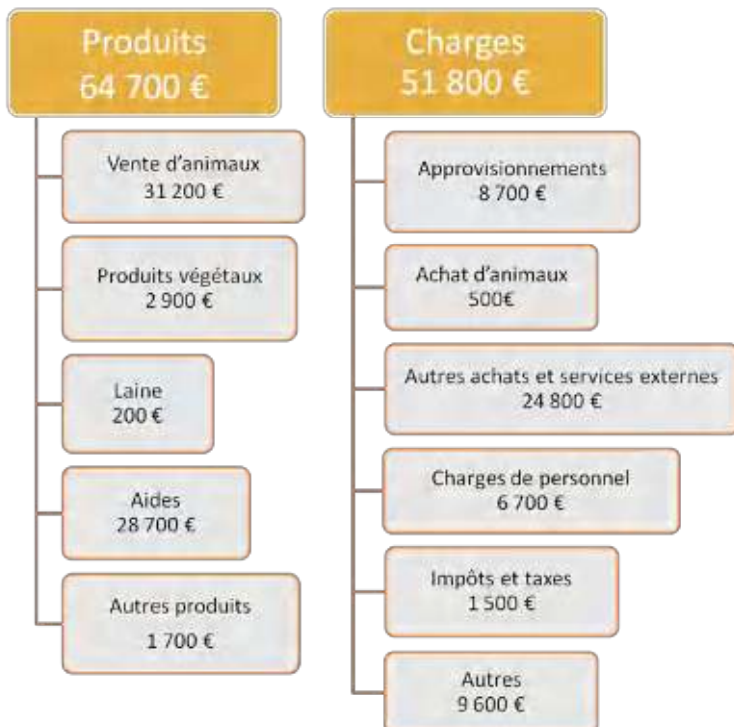 Produits
64 700 €
Vente d'animaux
31 200 €
Produits végétaux
2 900 €
Laine
200 €
Aides
28 700 €
Autres produits
1 700 €
Charges
51 800 €
Approvisionnements
8 700 €
Achat d'animaux
500€
Autres achats et services externes
24 800 €
Charges de personnel
6 700 €
Impôts et taxes
1 500 €
Autres
9 600 €